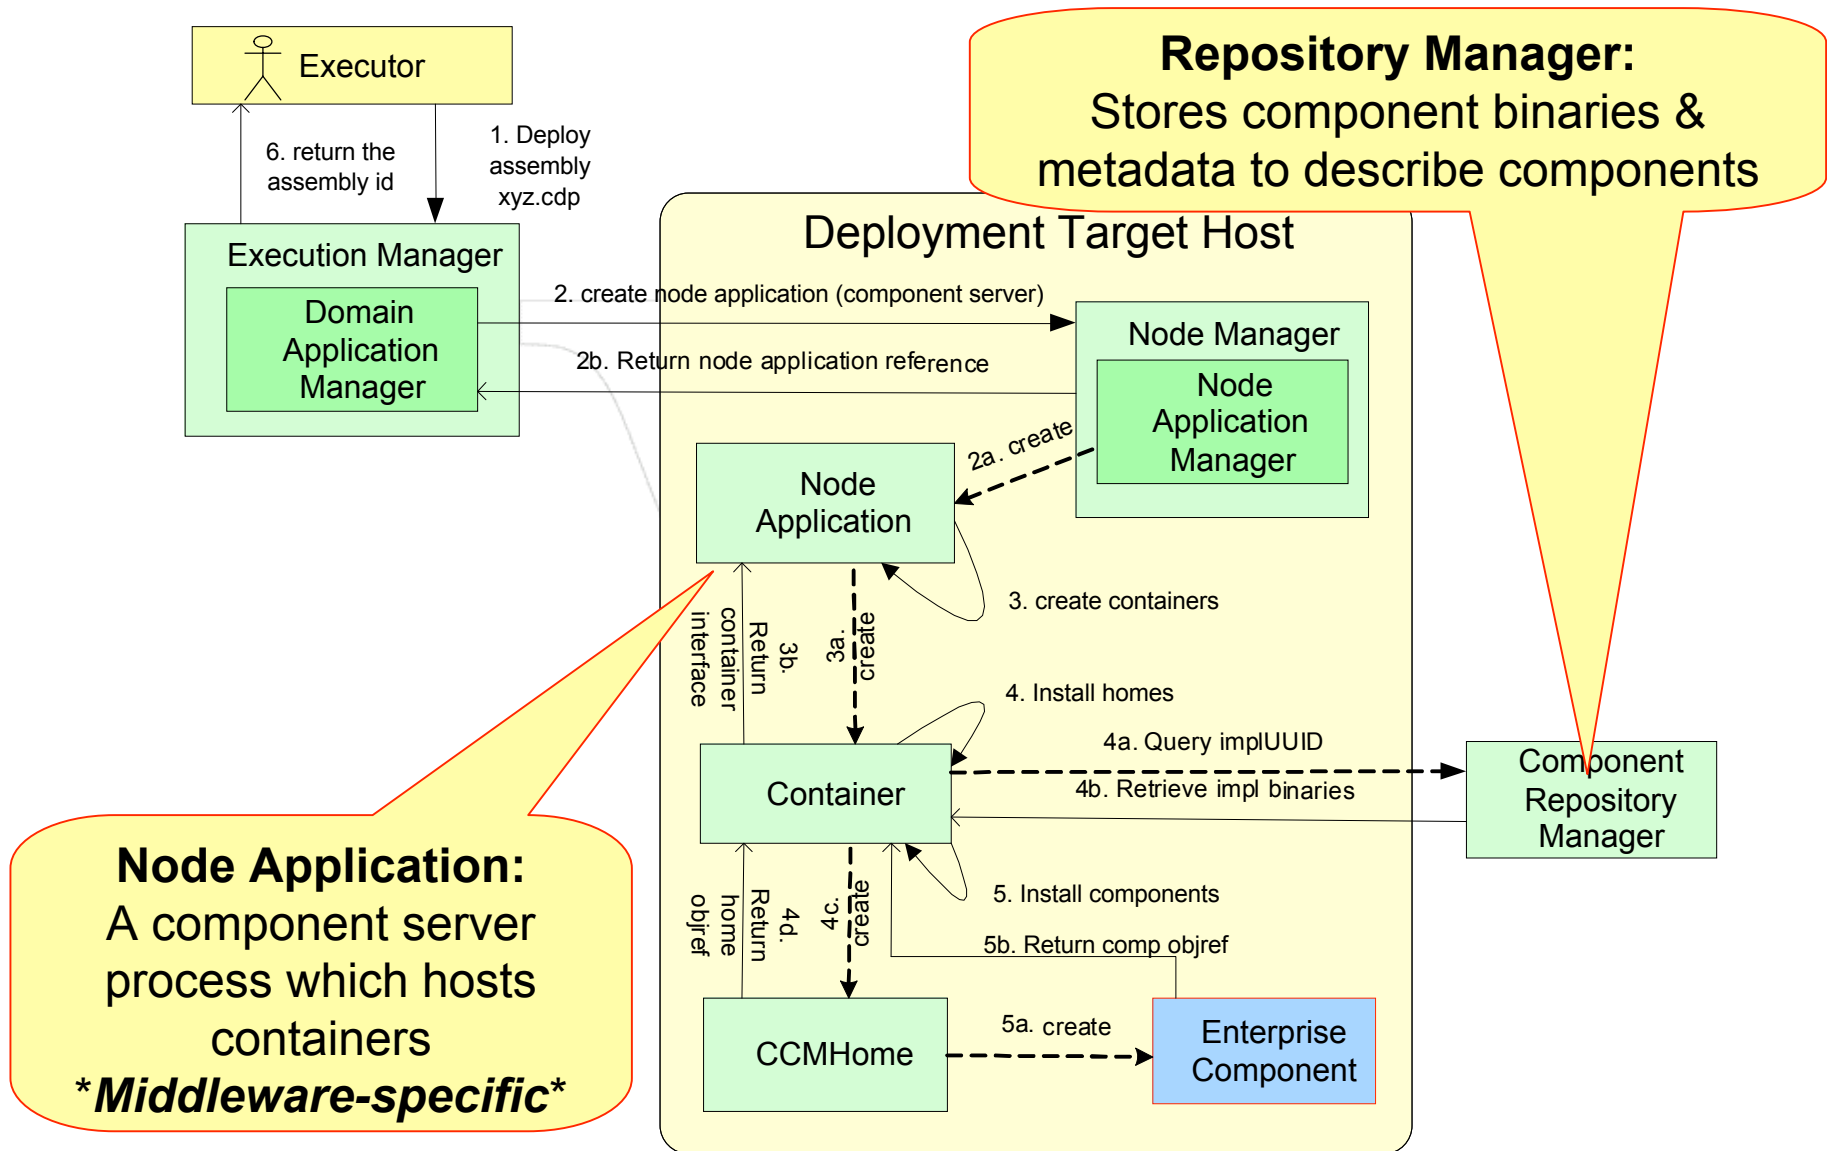 Executor
Repository Manager:
Stores component binaries &
metadata to describe components
1. Deploy
assembly
xyz.cdp
6. return the
assembly id
Deployment Target Host
Execution Manager
Domain
Application
Manager
2. create node application (component server)
2b. Return node application reference
Node Manager
Node
Application
Manager
2a. create
Node
Application
3. create containers
3b.
Return
container
interface
3a.
create
4. Install homes
4a. Query implUUID
4b. Retrieve impl binaries
Container
Component
Repository
Manager
5. Install components
4d.
Return
home
objref
4c.
create
5b. Return comp objref
Node Application:
A component server
process which hosts
containers
*Middleware-specific*
CCMHome
5a. create
Enterprise
Component